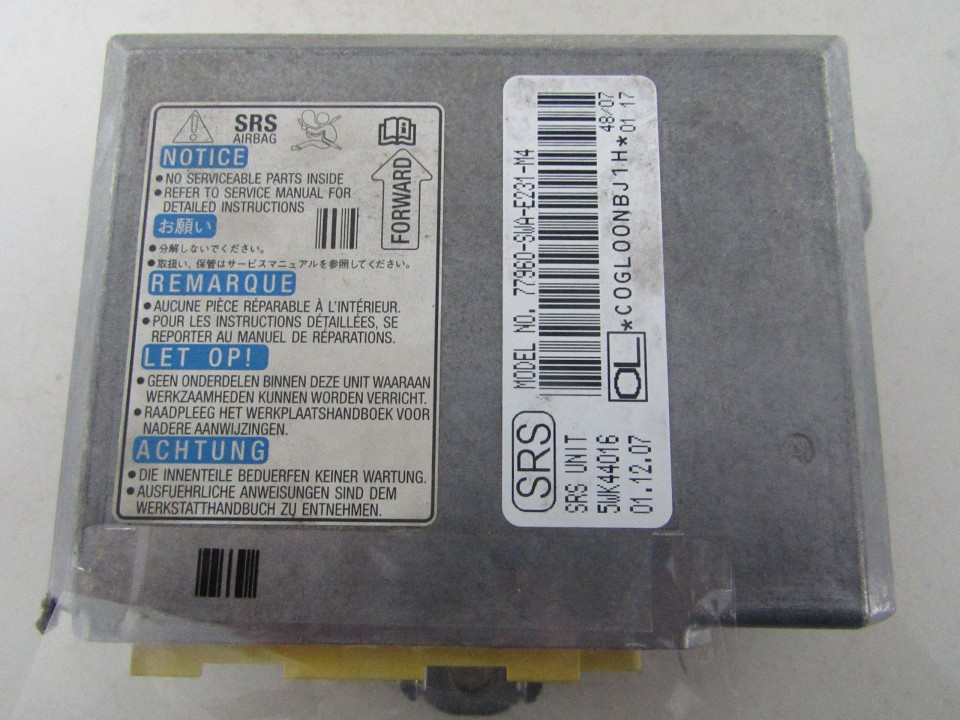 SRS
AIRBAG
NOTICE
• NO SERVICEABLE PARTS INSIDE
• REFER TO SERVICE MANUAL FOR
DETAILED INSTRUCTIONS
FORWARD
お願い
• 分解しないでください。
• 取扱い、保管はサービスマニュアルを参照してください。
REMARQUE
• AUCUNE PIÈCE RÉPARABLE À L'INTÉRIEUR.
• POUR LES INSTRUCTIONS DÉTAILLÉES, SE
REPORTER AU MANUEL DE RÉPARATIONS.
LET OP!
• GEEN ONDERDELEN BINNEN DEZE UNIT WAARAAN
WERKZAAMHEDEN KUNNEN WORDEN VERRICHT.
• RAADPLEEG HET WERKPLAATSHANDBOEK VOOR
NADERE AANWIJZINGEN.
ACHTUNG
• DIE INNENTEILE BEDUERFEN KEINER WARTUNG.
• AUSFUEHRLICHE ANWEISUNGEN SIND DEM
WERKSTATTHANDBUCH ZU ENTNEHMEN.
SRS
MODEL NO. 77960-SWA-E231-M4
48/07
OL *COGLOONBJ1H*01 17
SRS UNIT
5WK44016
01.12.07